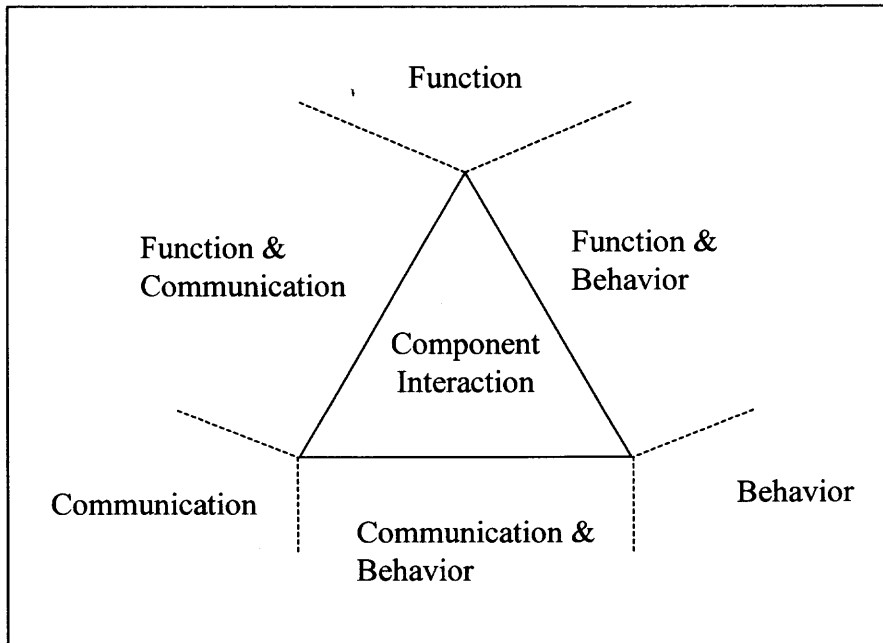 Function
Function &
Communication
Function &
Behavior
Component
Interaction
Communication
Behavior
Communication &
Behavior